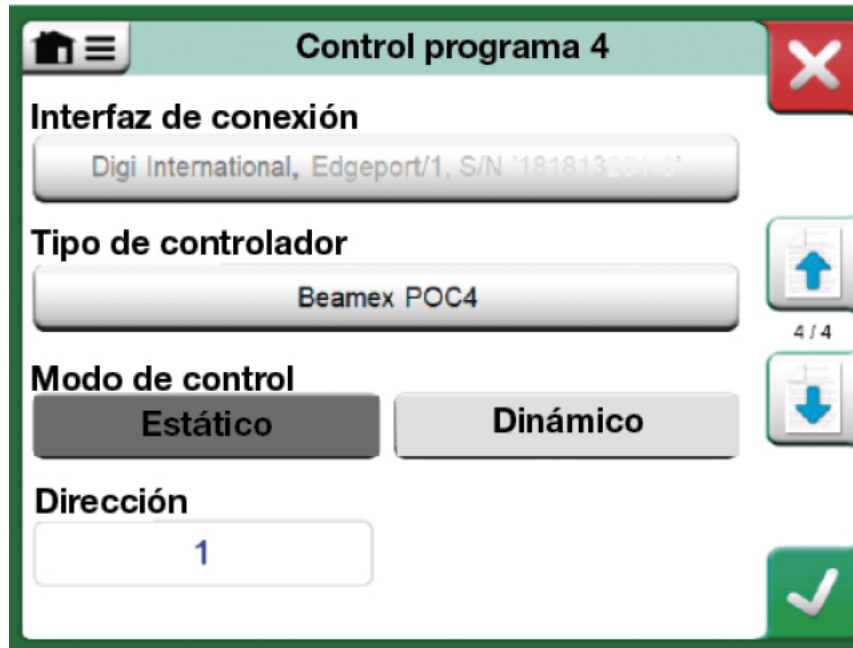 Control programa 4
Interfaz de conexión
Digi International, Edgeport/1, S/N
Tipo de controlador
Beamex POC4
4 / 4
Modo de control
Estático
Dinámico
Dirección
1